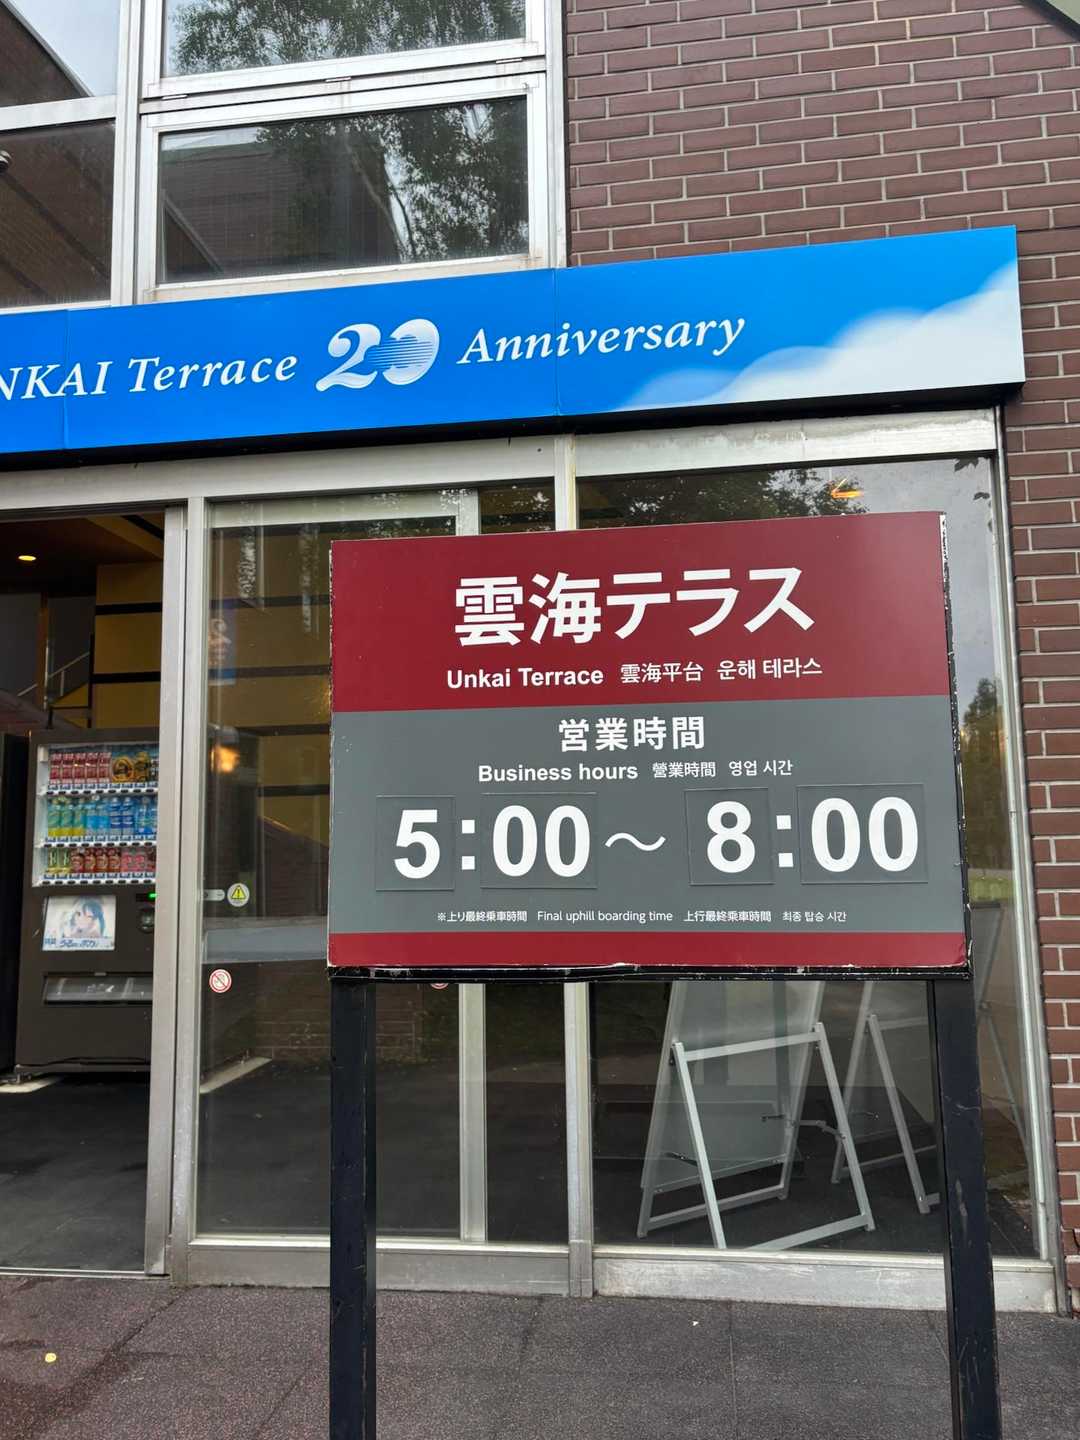 NKAI Terrace 20 Anniversary
雲海テラス
Unkai Terrace 雲海平台 운해 테라스
営業時間
Business hours 營業時間 영업 시간
5:00～8:00
※上り最終乗車時間 Final uphill boarding time 上行最終乗車時間 최종 탑승 시간